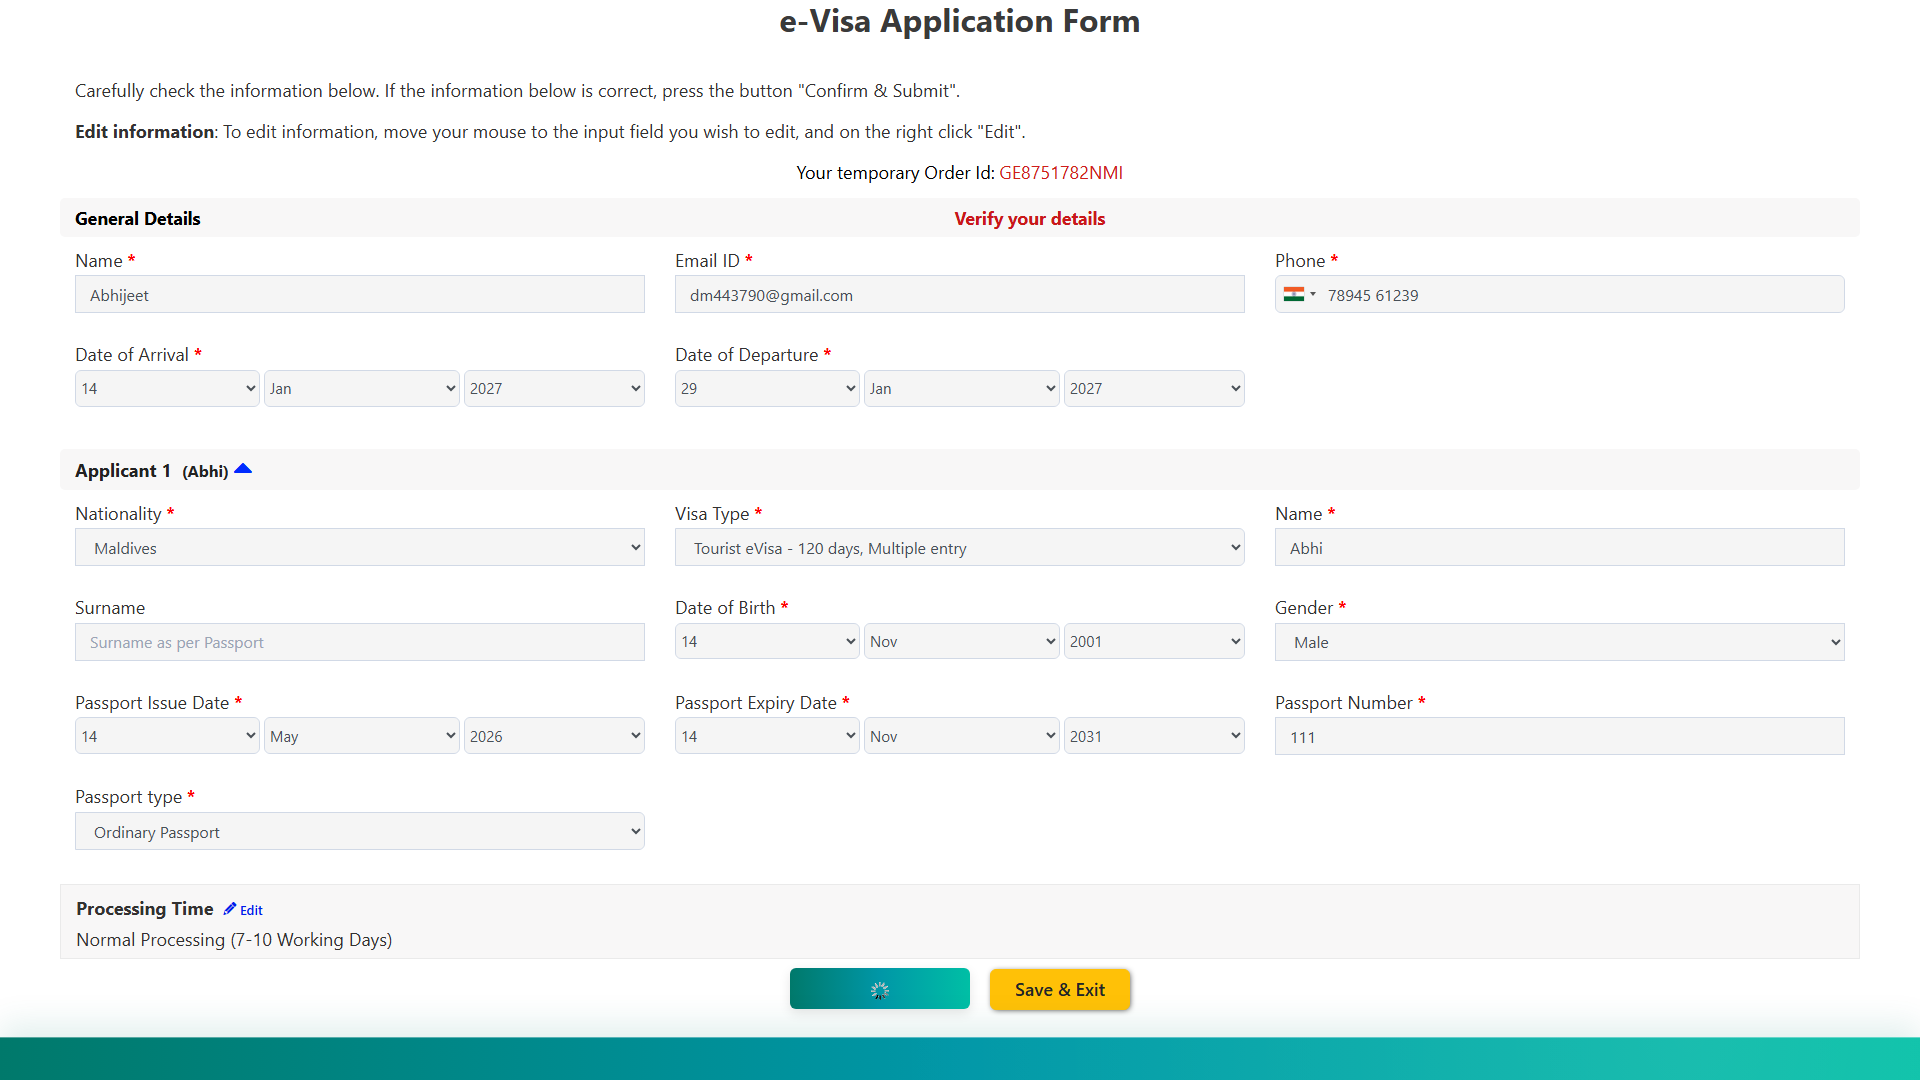 e-Visa Application Form
Carefully check the information below. If the information below is correct, press the button "Confirm & Submit".
Edit information: To edit information, move your mouse to the input field you wish to edit, and on the right click "Edit".
Your temporary Order Id: GE8751782NMI
General Details Verify your details
Name * Email ID * Phone *
Abhijeet dm443790@gmail.com 78945 61239
Date of Arrival * Date of Departure *
14 Jan 2027 29 Jan 2027
Applicant 1 (Abhi)
Nationality * Visa Type * Name *
Maldives Tourist eVisa - 120 days, Multiple entry Abhi
Surname Date of Birth * Gender *
Surname as per Passport 14 Nov 2001 Male
Passport Issue Date * Passport Expiry Date * Passport Number *
14 May 2026 14 Nov 2031 111
Passport type *
Ordinary Passport
Processing Time Edit
Normal Processing (7-10 Working Days)
Save & Exit